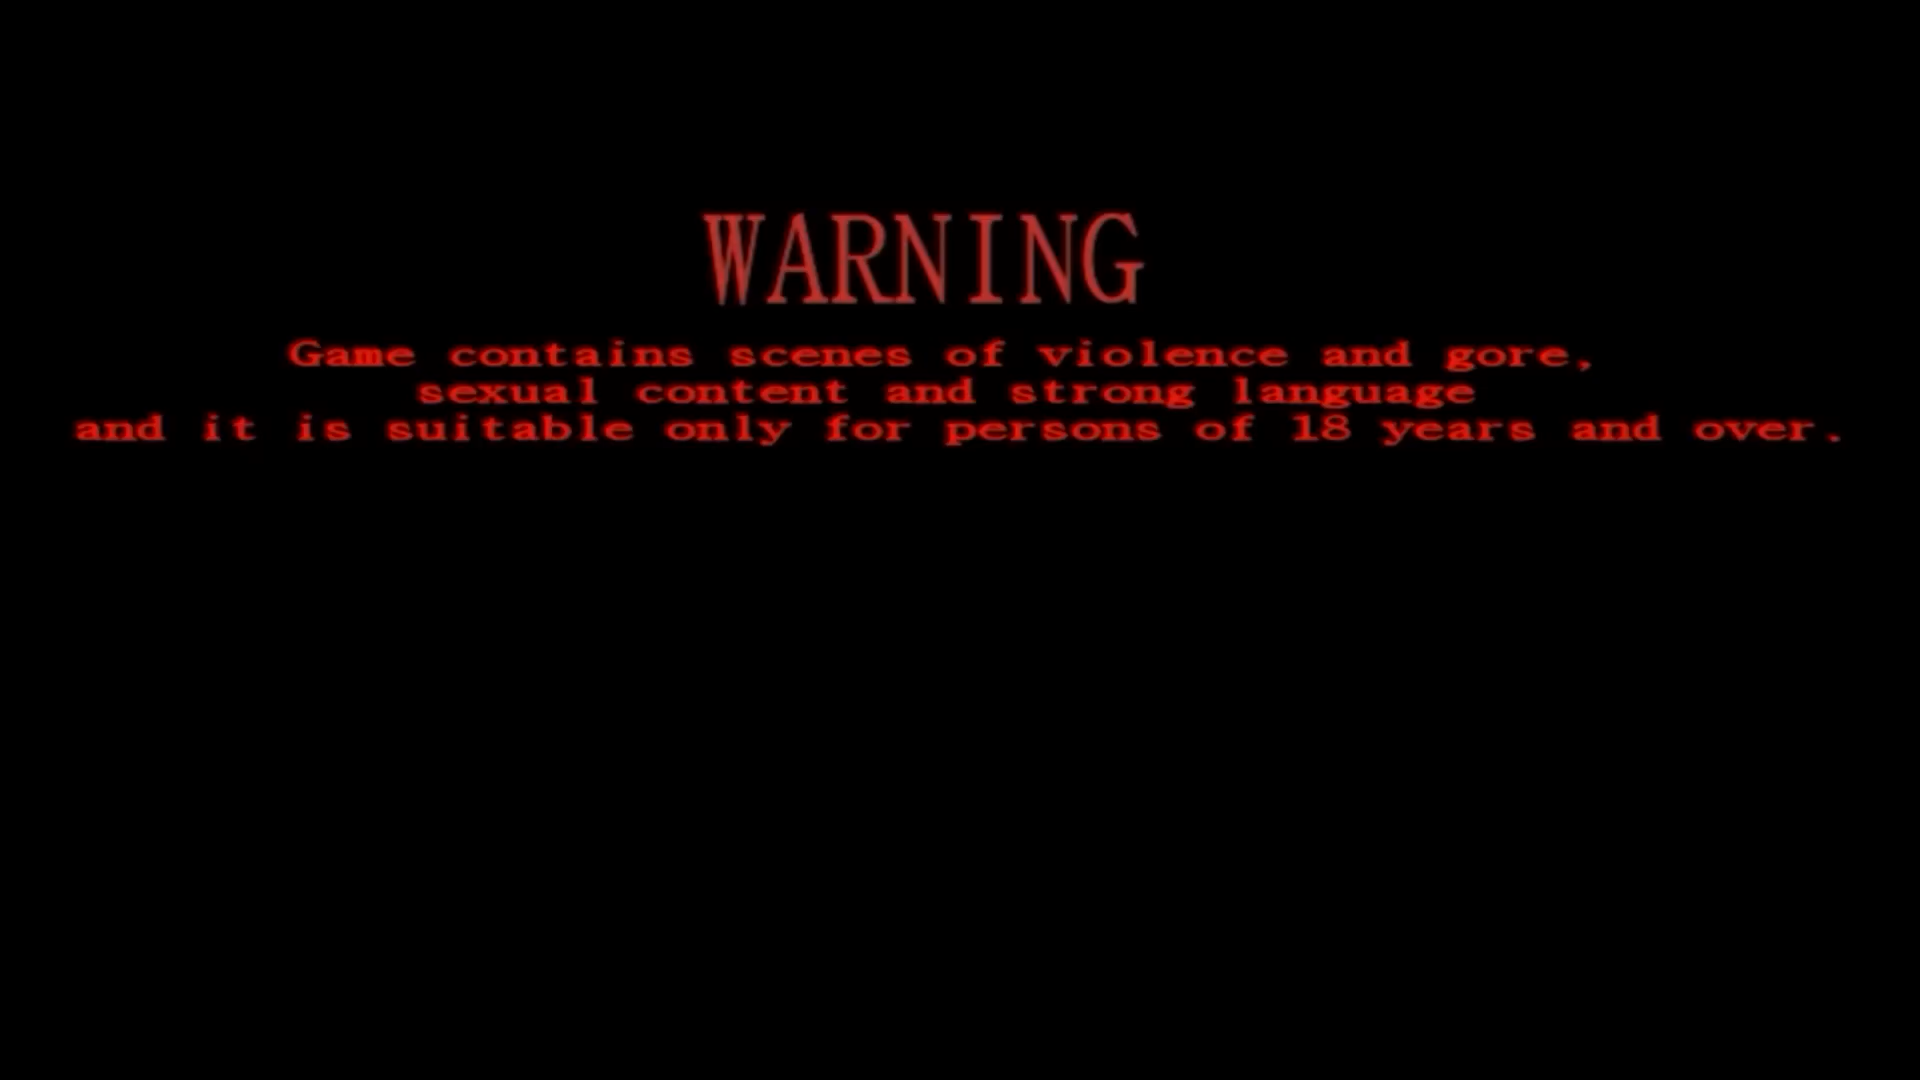 WARNING
Game contains scenes of violence and gore,
sexual content and strong language
and it is suitable only for persons of 18 years and over.